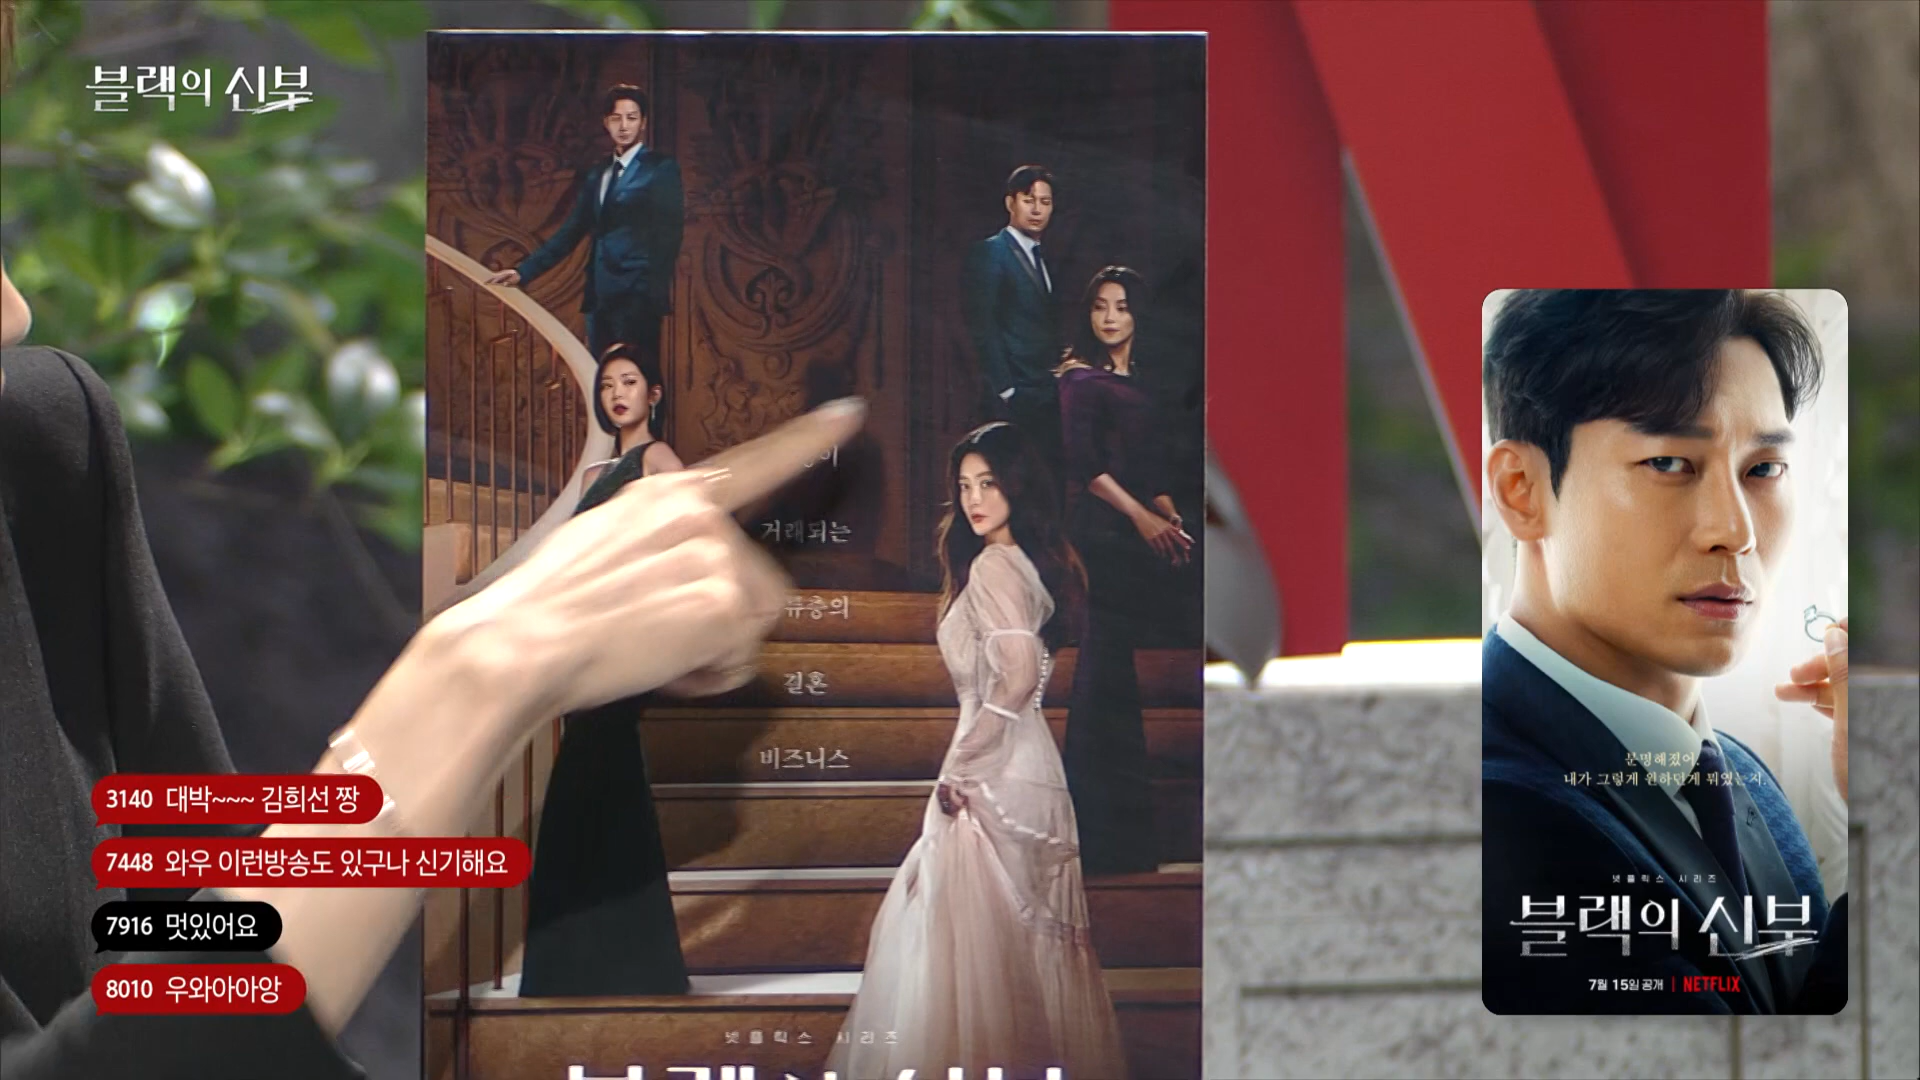 블랙의 신부
거래되는
류층의
결혼
비즈니스
넷플릭스 시리즈
3140 대박~~~ 김희선 짱
7448 와우 이런방송도 있구나 신기해요
7916 멋있어요
8010 우와아아앙
분명해졌어.
내가 그렇게 원하던게 뭐였는지.
넷플릭스 시리즈
블랙의 신부
7월 15일 공개 | NETFLIX